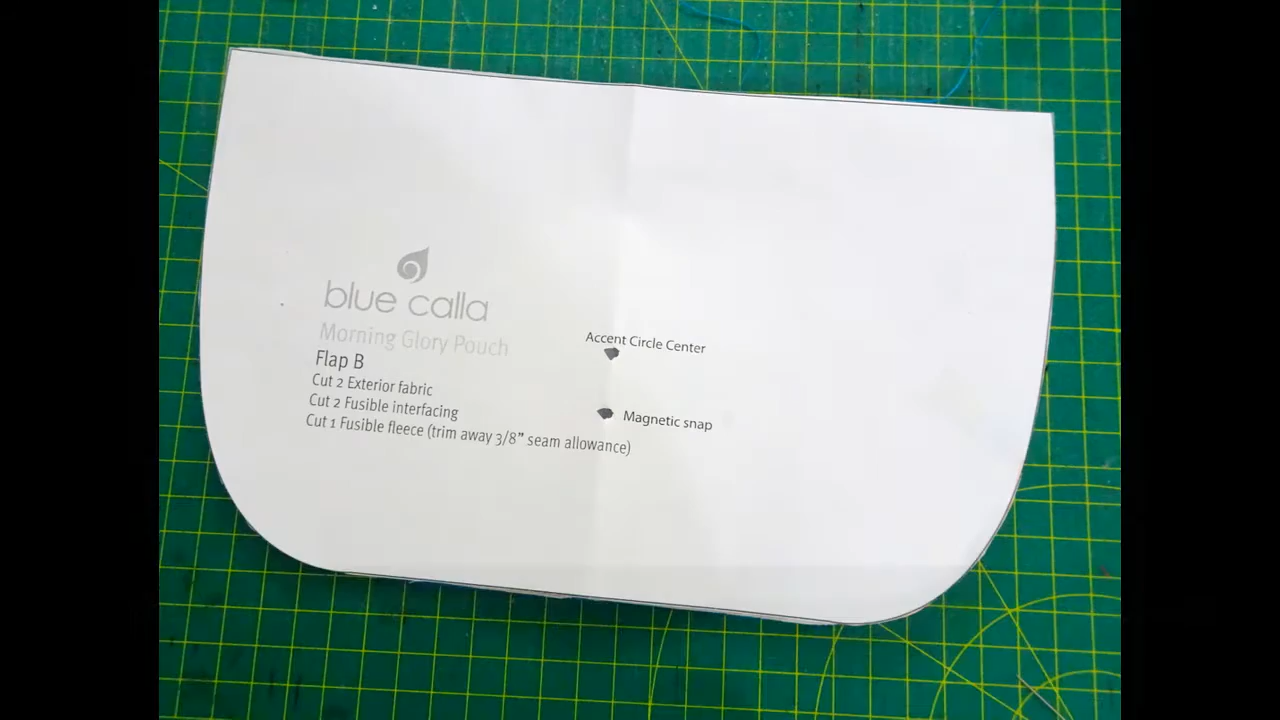 blue calla
Morning Glory Pouch
Flap B
Cut 2 Exterior fabric
Cut 2 Fusible interfacing
Cut 1 Fusible fleece (trim away 3/8” seam allowance)
Accent Circle Center
Magnetic snap